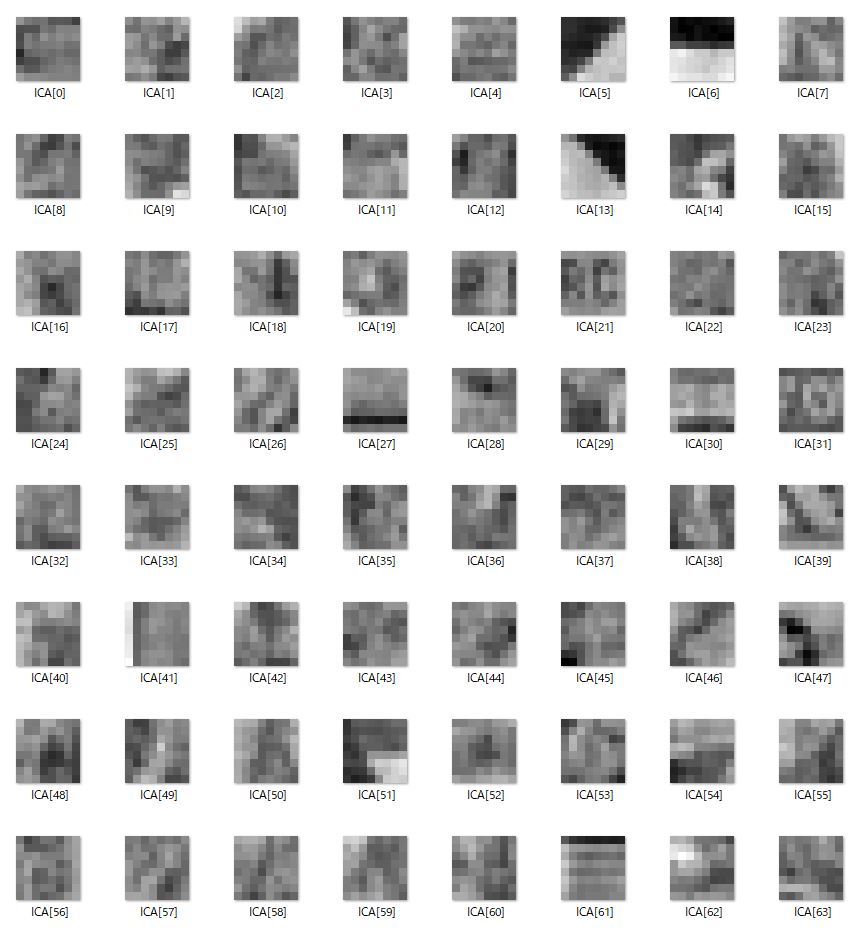 ICA[0] ICA[1] ICA[2] ICA[3] ICA[4] ICA[5] ICA[6] ICA[7]
ICA[8] ICA[9] ICA[10] ICA[11] ICA[12] ICA[13] ICA[14] ICA[15]
ICA[16] ICA[17] ICA[18] ICA[19] ICA[20] ICA[21] ICA[22] ICA[23]
ICA[24] ICA[25] ICA[26] ICA[27] ICA[28] ICA[29] ICA[30] ICA[31]
ICA[32] ICA[33] ICA[34] ICA[35] ICA[36] ICA[37] ICA[38] ICA[39]
ICA[40] ICA[41] ICA[42] ICA[43] ICA[44] ICA[45] ICA[46] ICA[47]
ICA[48] ICA[49] ICA[50] ICA[51] ICA[52] ICA[53] ICA[54] ICA[55]
ICA[56] ICA[57] ICA[58] ICA[59] ICA[60] ICA[61] ICA[62] ICA[63]